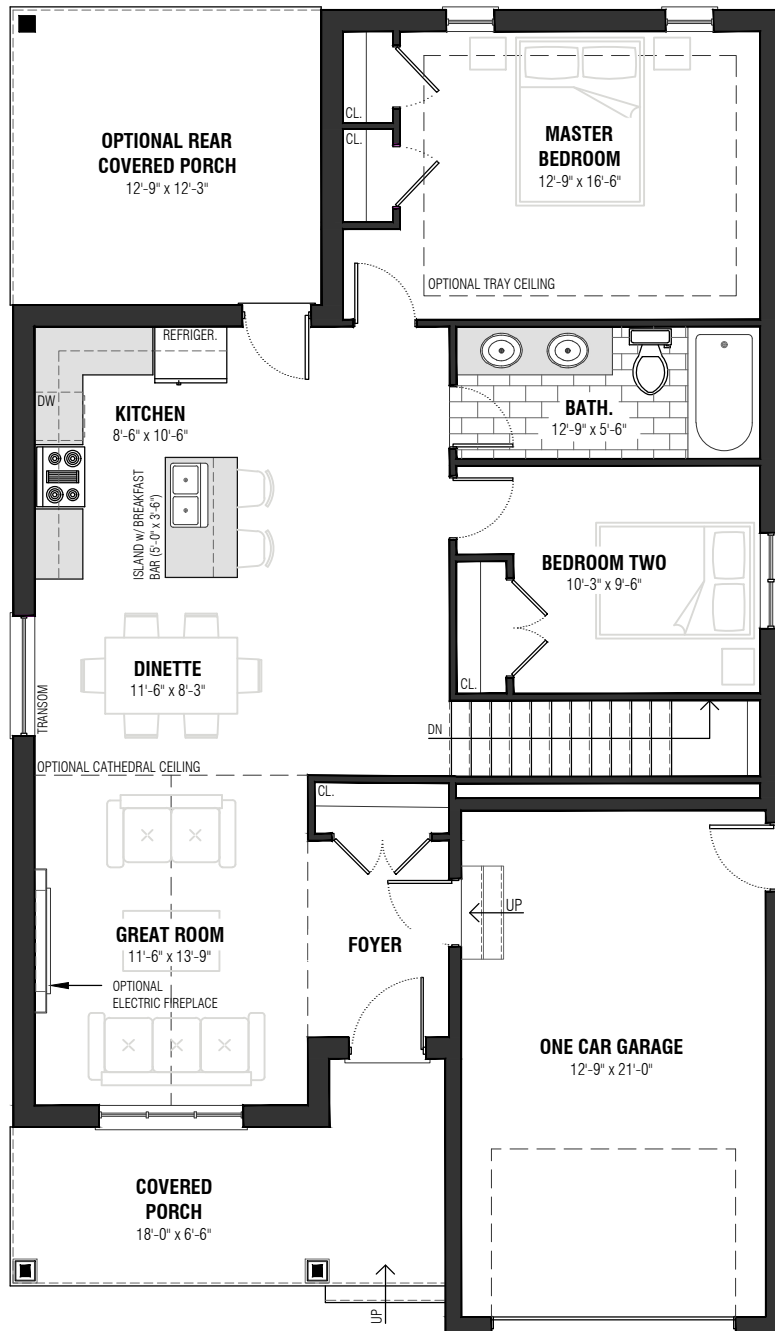 OPTIONAL REAR
COVERED PORCH
12'-9" x 12'-3"
CL.
CL.
MASTER
BEDROOM
12'-9" x 16'-6"
OPTIONAL TRAY CEILING
REFRIGER.
DW
KITCHEN
8'-6" x 10'-6"
ISLAND w/ BREAKFAST
BAR (5'-0" x 3'-6")
BATH.
12'-9" x 5'-6"
BEDROOM TWO
10'-3" x 9'-6"
CL.
DINETTE
11'-6" x 8'-3"
TRANSOM
DN
OPTIONAL CATHEDRAL CEILING
CL.
GREAT ROOM
11'-6" x 13'-9"
OPTIONAL
ELECTRIC FIREPLACE
FOYER
UP
ONE CAR GARAGE
12'-9" x 21'-0"
COVERED
PORCH
18'-0" x 6'-6"
UP